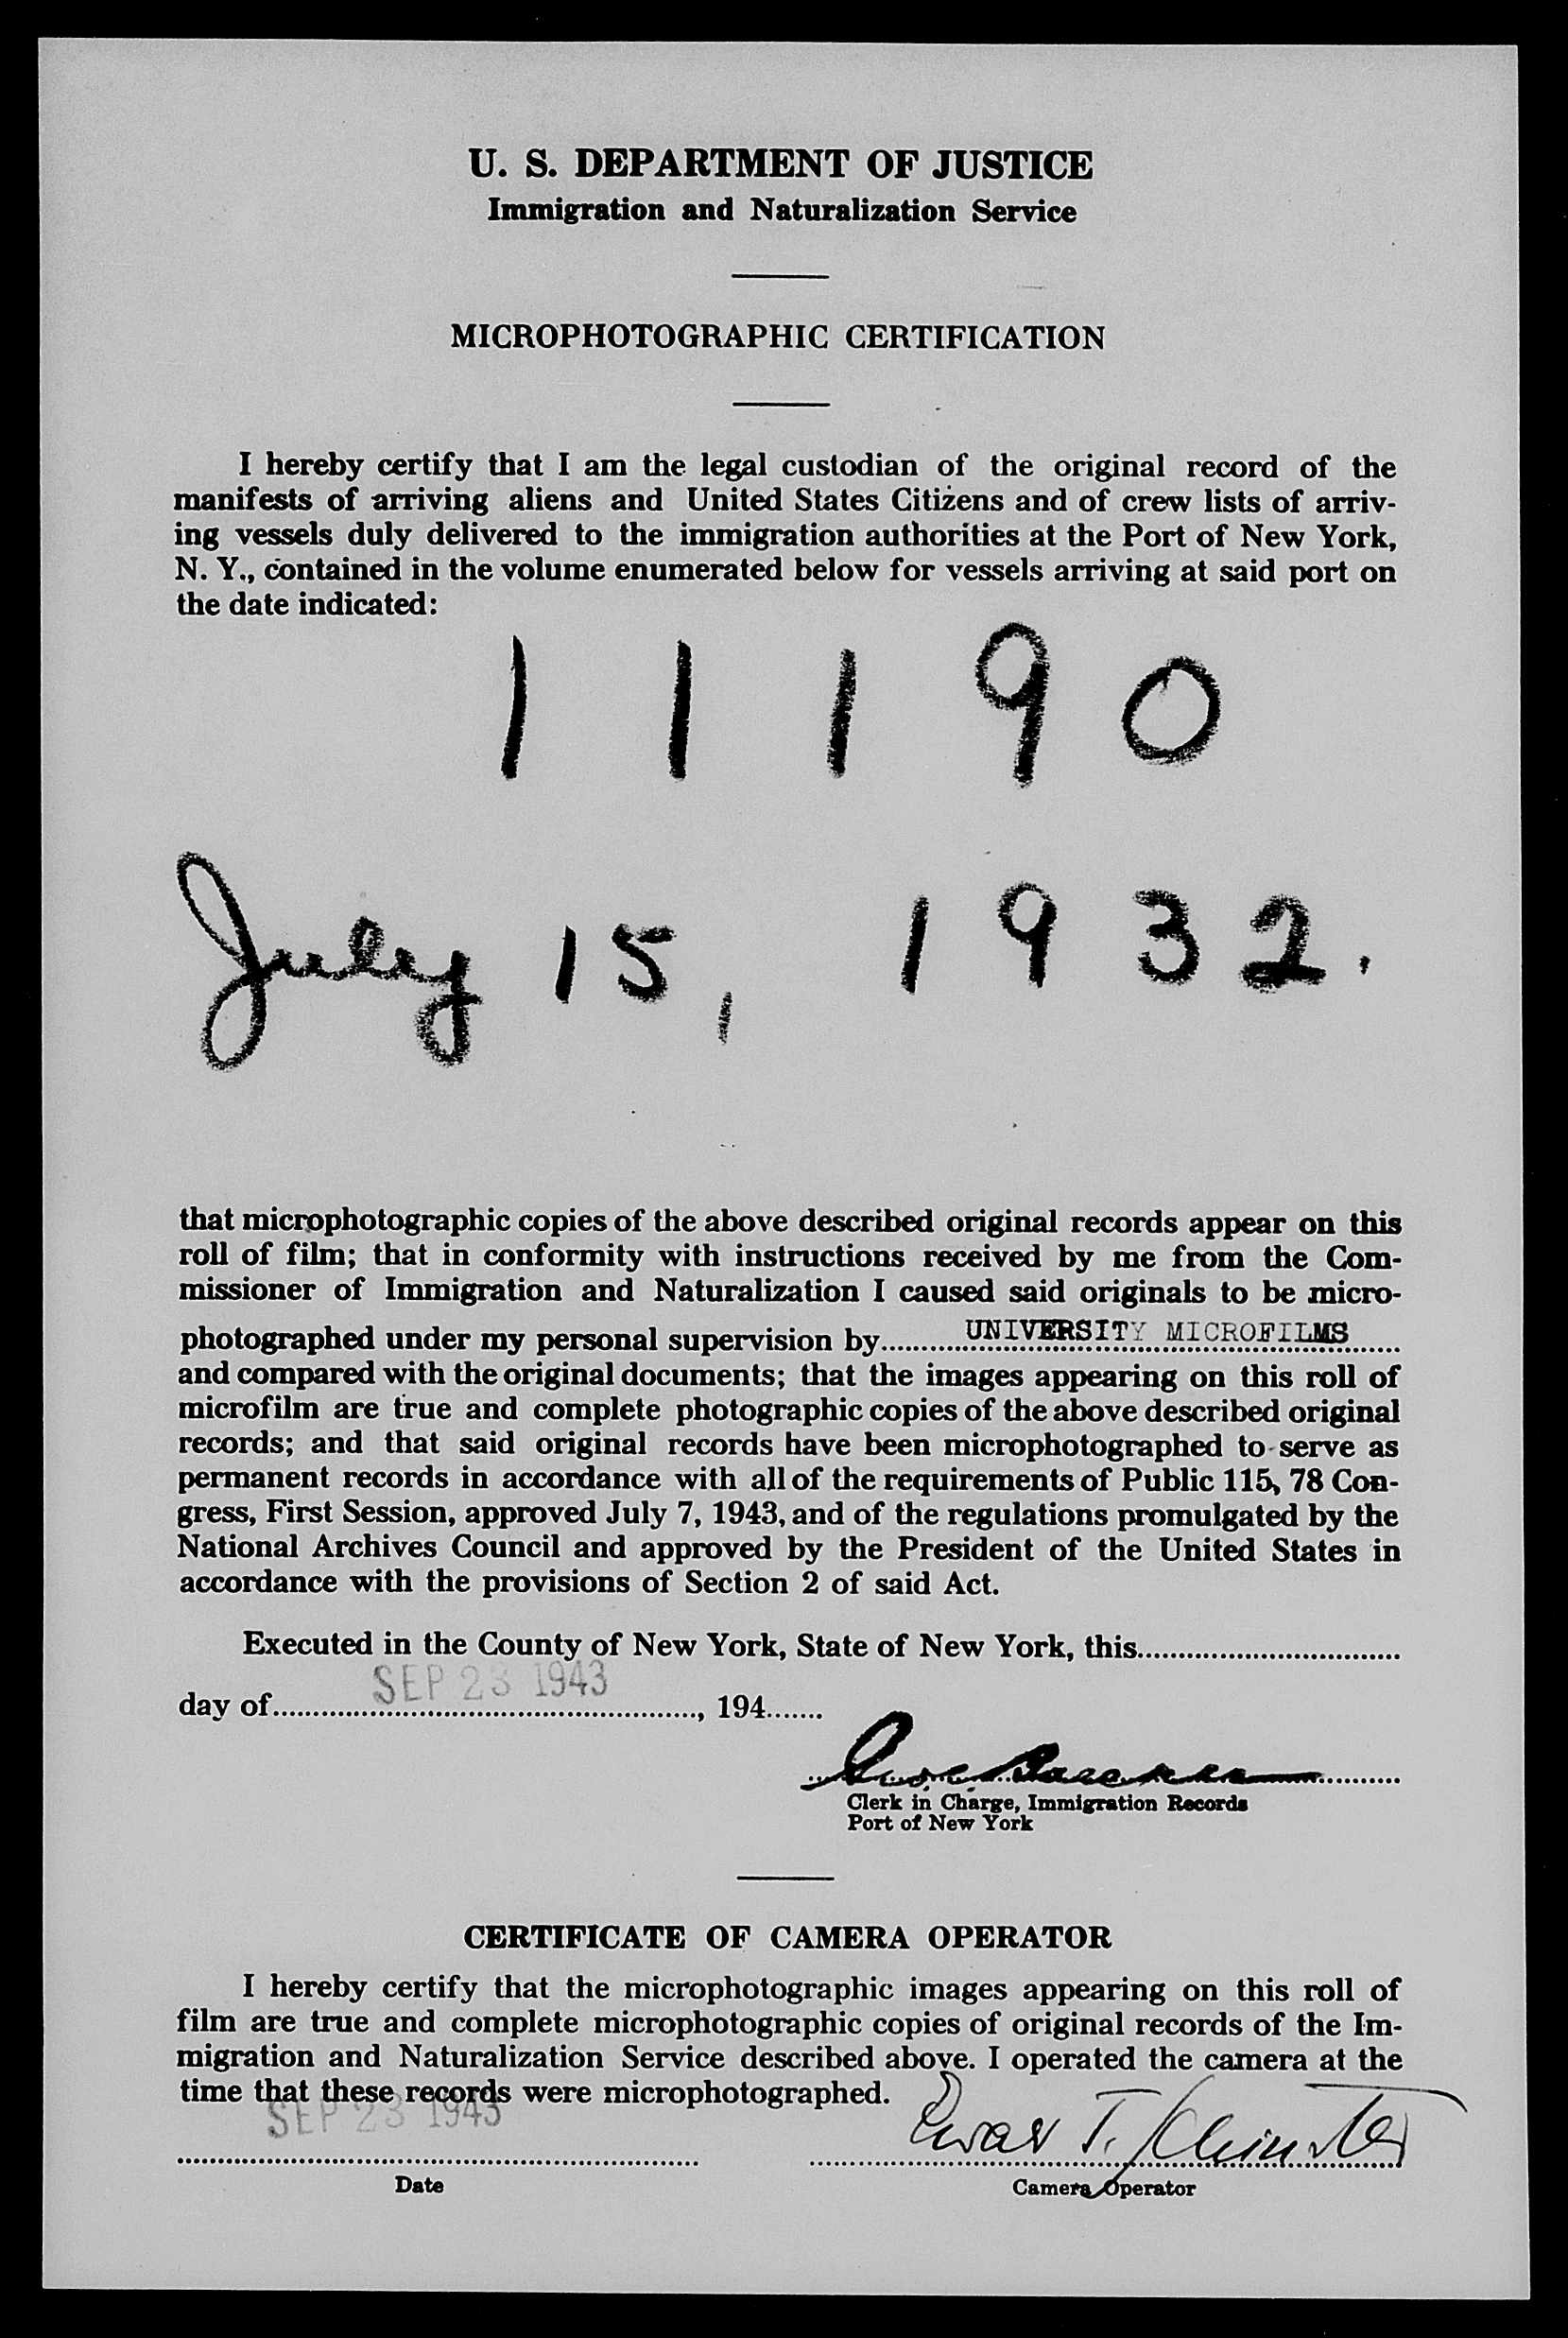 U. S. DEPARTMENT OF JUSTICE
Immigration and Naturalization Service
MICROPHOTOGRAPHIC CERTIFICATION
I hereby certify that I am the legal custodian of the original record of the
manifests of arriving aliens and United States Citizens and of crew lists of arriv-
ing vessels duly delivered to the immigration authorities at the Port of New York,
N. Y., contained in the volume enumerated below for vessels arriving at said port on
the date indicated:
11190
July 15, 1932.
that microphotographic copies of the above described original records appear on this
roll of film; that in conformity with instructions received by me from the Com-
missioner of Immigration and Naturalization I caused said originals to be micro-
photographed under my personal supervision by UNIVERSITY MICROFILMS
and compared with the original documents; that the images appearing on this roll of
microfilm are true and complete photographic copies of the above described original
records; and that said original records have been microphotographed to serve as
permanent records in accordance with all of the requirements of Public 115, 78 Con-
gress, First Session, approved July 7, 1943, and of the regulations promulgated by the
National Archives Council and approved by the President of the United States in
accordance with the provisions of Section 2 of said Act.
Executed in the County of New York, State of New York, this
SEP 23 1943
day of , 194
Clerk in Charge, Immigration Records
Port of New York
CERTIFICATE OF CAMERA OPERATOR
I hereby certify that the microphotographic images appearing on this roll of
film are true and complete microphotographic copies of original records of the Im-
migration and Naturalization Service described above. I operated the camera at the
time that these records were microphotographed.
SEP 23 1943
T.
Date
Camera Operator